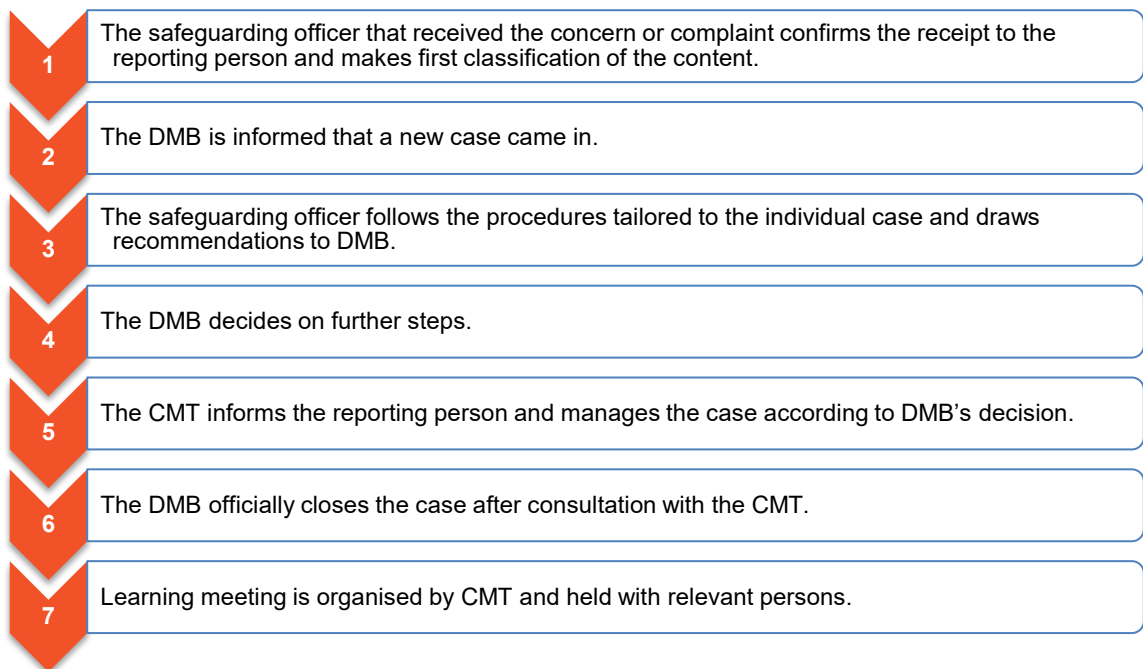 1
The safeguarding officer that received the concern or complaint confirms the receipt to the
reporting person and makes first classification of the content.
2
The DMB is informed that a new case came in.
3
The safeguarding officer follows the procedures tailored to the individual case and draws
recommendations to DMB.
4
The DMB decides on further steps.
5
The CMT informs the reporting person and manages the case according to DMB’s decision.
6
The DMB officially closes the case after consultation with the CMT.
7
Learning meeting is organised by CMT and held with relevant persons.